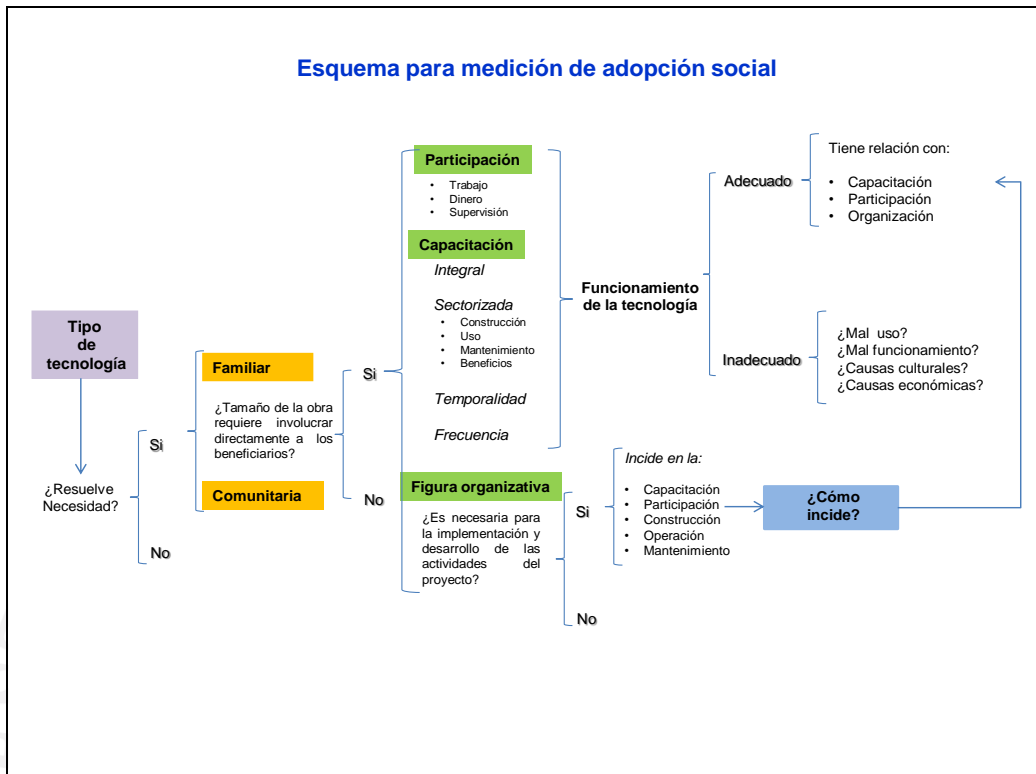 Esquema para medición de adopción social
Tipo
de
tecnología
¿Resuelve
Necesidad?
Si
No
Familiar
¿Tamaño de la obra
requiere involucrar
directamente a los
beneficiarios?
Comunitaria
Si
No
Participación
• Trabajo
• Dinero
• Supervisión
Capacitación
Integral
Sectorizada
• Construcción
• Uso
• Mantenimiento
• Beneficios
Temporalidad
Frecuencia
Figura organizativa
¿Es necesaria para
la implementación y
desarrollo de las
actividades del
proyecto?
Si
No
Incide en la:
• Capacitación
• Participación
• Construcción
• Operación
• Mantenimiento
¿Cómo
incide?
Funcionamiento
de la tecnología
Adecuado
Tiene relación con:
• Capacitación
• Participación
• Organización
Inadecuado
¿Mal uso?
¿Mal funcionamiento?
¿Causas culturales?
¿Causas económicas?